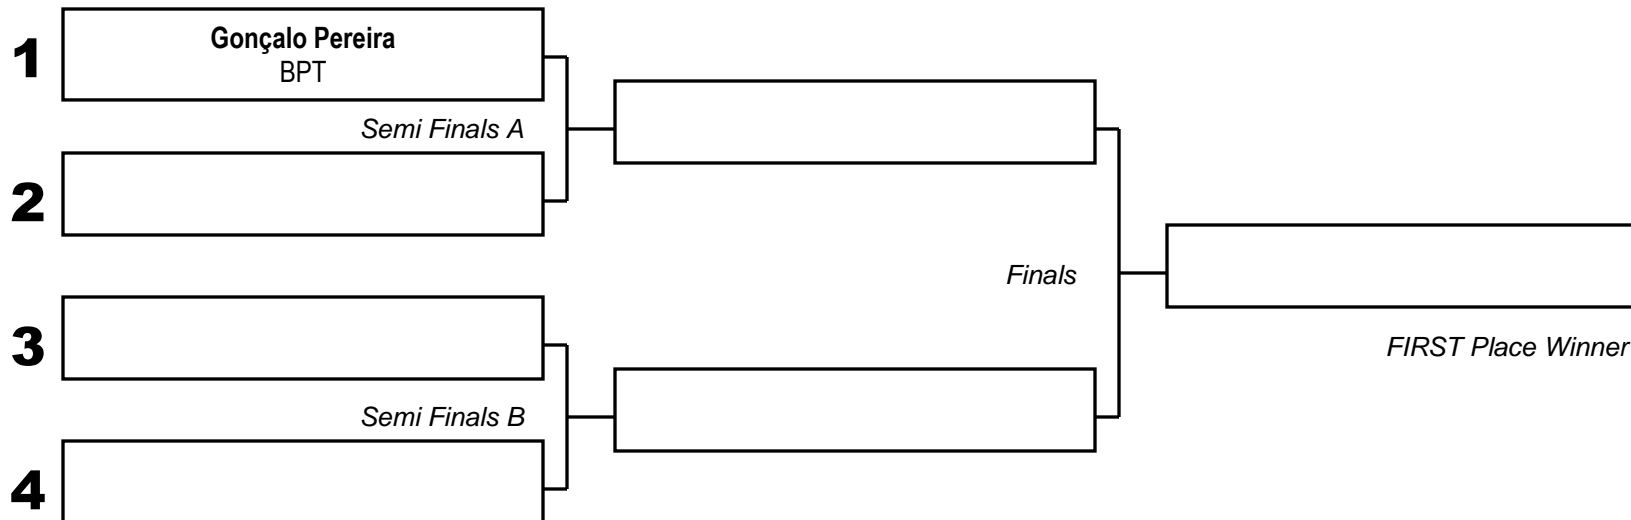 1
Gonçalo Pereira
BPT
Semi Finals A
2
Finals
3
FIRST Place Winner
Semi Finals B
4